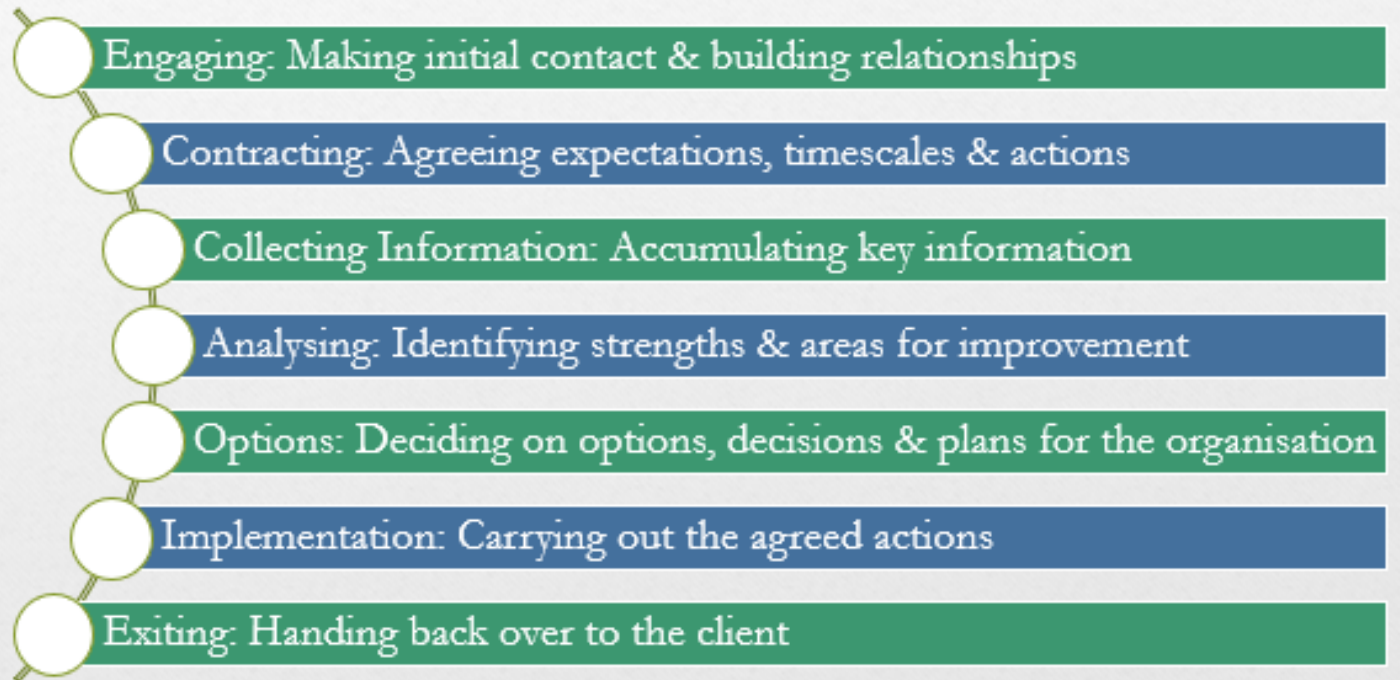 Engaging: Making initial contact & building relationships
Contracting: Agreeing expectations, timescales & actions
Collecting Information: Accumulating key information
Analysing: Identifying strengths & areas for improvement
Options: Deciding on options, decisions & plans for the organisation
Implementation: Carrying out the agreed actions
Exiting: Handing back over to the client